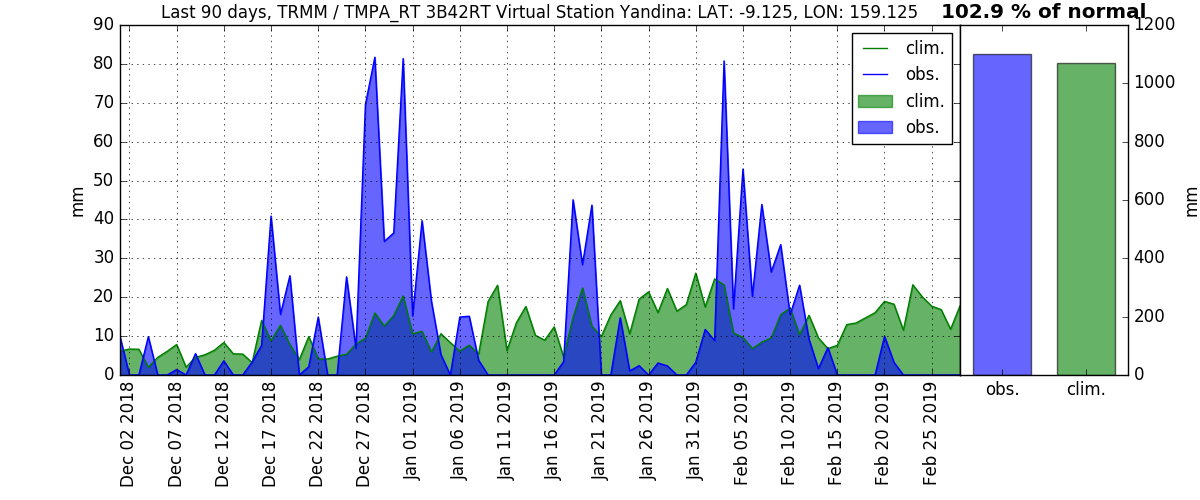 Last 90 days, TRMM / TMPA_RT 3B42RT Virtual Station Yandina: LAT: -9.125, LON: 159.125
102.9 % of normal
90
80
70
60
50
40
30
20
10
0
mm
clim.
obs.
clim.
obs.
Dec 02 2018
Dec 07 2018
Dec 12 2018
Dec 17 2018
Dec 22 2018
Dec 27 2018
Jan 01 2019
Jan 06 2019
Jan 11 2019
Jan 16 2019
Jan 21 2019
Jan 26 2019
Jan 31 2019
Feb 05 2019
Feb 10 2019
Feb 15 2019
Feb 20 2019
Feb 25 2019
1200
1000
800
600
400
200
0
mm
obs.
clim.